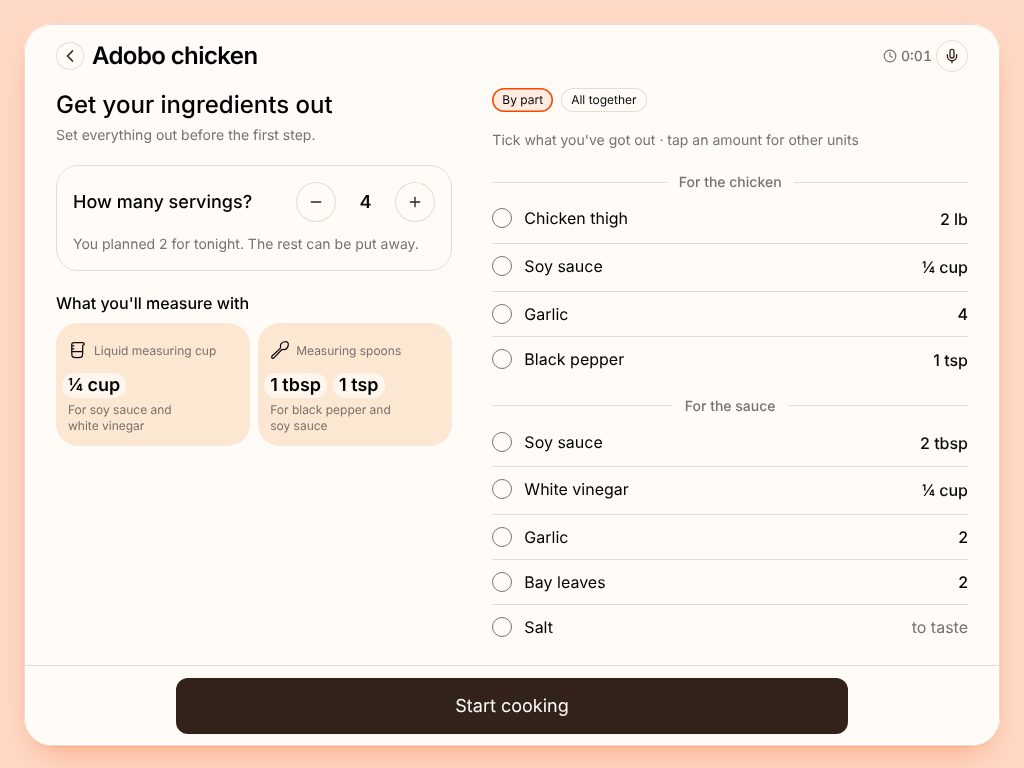 Adobo chicken
0:01
Get your ingredients out
Set everything out before the first step.
How many servings?
4
You planned 2 for tonight. The rest can be put away.
What you'll measure with
Liquid measuring cup
¼ cup
For soy sauce and
white vinegar
Measuring spoons
1 tbsp 1 tsp
For black pepper and
soy sauce
By part
All together
Tick what you've got out · tap an amount for other units
For the chicken
Chicken thigh 2 lb
Soy sauce ¼ cup
Garlic 4
Black pepper 1 tsp
For the sauce
Soy sauce 2 tbsp
White vinegar ¼ cup
Garlic 2
Bay leaves 2
Salt to taste
Start cooking